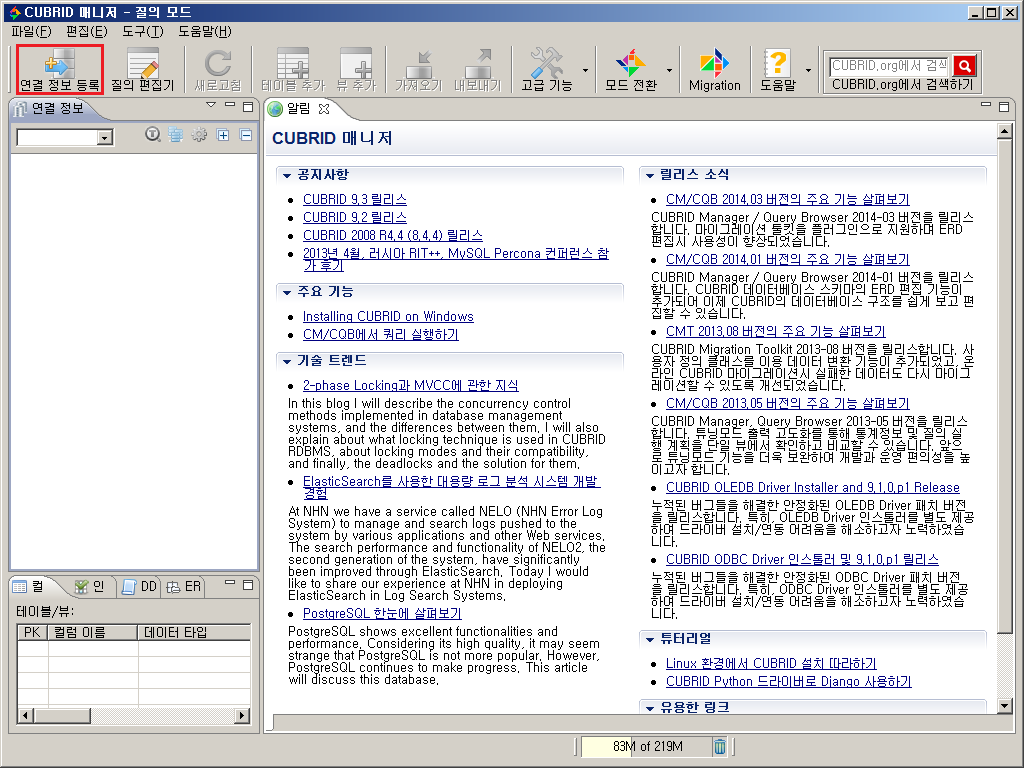 CUBRID 매니저 - 질의 모드
파일(F) 편집(E) 도구(T) 도움말(H)
연결 정보 등록 질의 편집기 새로고침 테이블 추가 뷰 추가 가져오기 내보내기 고급 기능 모드 전환 Migration 도움말
CUBRID.org에서 검색
CUBRID.org에서 검색하기
연결 정보
알림
CUBRID 매니저
공지사항
CUBRID 9.3 릴리스
CUBRID 9.2 릴리스
CUBRID 2008 R4.4 (8.4.4) 릴리스
2013년 4월, 러시아 RIT++, MySQL Percona 컨퍼런스 참
가 후기
주요 기능
Installing CUBRID on Windows
CM/CQB에서 쿼리 실행하기
기술 트렌드
2-phase Locking과 MVCC에 관한 지식
In this blog I will describe the concurrency control
methods implemented in database management
systems, and the differences between them. I will also
explain about what locking technique is used in CUBRID
RDBMS, about locking modes and their compatibility,
and finally, the deadlocks and the solution for them.
ElasticSearch를 사용한 대용량 로그 분석 시스템 개발
경험
At NHN we have a service called NELO (NHN Error Log
System) to manage and search logs pushed to the
system by various applications and other Web services.
The search performance and functionality of NELO2, the
second generation of the system, have significantly
been improved through ElasticSearch. Today I would
like to share our experience at NHN in deploying
ElasticSearch in Log Search Systems.
PostgreSQL 한눈에 살펴보기
PostgreSQL shows excellent functionalities and
performance. Considering its high quality, it may seem
strange that PostgreSQL is not more popular. However,
PostgreSQL continues to make progress. This article
will discuss this database.
릴리스 소식
CM/CQB 2014.03 버전의 주요 기능 살펴보기
CUBRID Manager / Query Browser 2014-03 버전을 릴리스
합니다. 마이그레이션 툴킷을 플러그인으로 지원하며 ERD
편집시 사용성이 향상되었습니다.
CM/CQB 2014.01 버전의 주요 기능 살펴보기
CUBRID Manager / Query Browser 2014-01 버전을 릴리스
합니다. CUBRID 데이터베이스 스키마의 ERD 편집 기능이
추가되어 이제 CUBRID의 데이터베이스 구조를 쉽게 보고 편
집할 수 있습니다.
CMT 2013.08 버전의 주요 기능 살펴보기
CUBRID Migration Toolkit 2013-08 버전을 릴리스합니다. 사
용자 정의 클래스를 이용 데이터 변환 기능이 추가되었고, 온
라인 CUBRID 마이그레이션시 실패한 데이터도 다시 마이그
레이션할 수 있도록 개선되었습니다.
CM/CQB 2013.05 버전의 주요 기능 살펴보기
CUBRID Manager, Query Browser 2013-05 버전을 릴리스
합니다. 튜닝모드 출력 고도화를 통해 통계정보 및 질의 실
행 계획을 단일 뷰에서 확인하고 비교할 수 있습니다. 앞으
로 튜닝모드 기능을 더욱 보완하여 개발과 운영 편의성을 높
이고자 합니다.
CUBRID OLEDB Driver Installer and 9.1.0.p1 Release
누적된 버그들을 해결한 안정화된 OLEDB Driver 패치 버전
을 릴리스합니다. 특히, OLEDB Driver 인스톨러를 별도 제공
하여 드라이버 설치/연동 어려움을 해소하고자 노력하였습니
다.
CUBRID ODBC Driver 인스톨러 및 9.1.0.p1 릴리스
누적된 버그들을 해결한 안정화된 ODBC Driver 패치 버전
을 릴리스합니다. 특히, ODBC Driver 인스톨러를 별도 제공
하여 드라이버 설치/연동 어려움을 해소하고자 노력하였습
니다.
튜터리얼
Linux 환경에서 CUBRID 설치 따라하기
CUBRID Python 드라이버로 Django 사용하기
유용한 링크
컬 인 DD ER
테이블/뷰:
PK 컬럼 이름 데이터 타입
83M of 219M